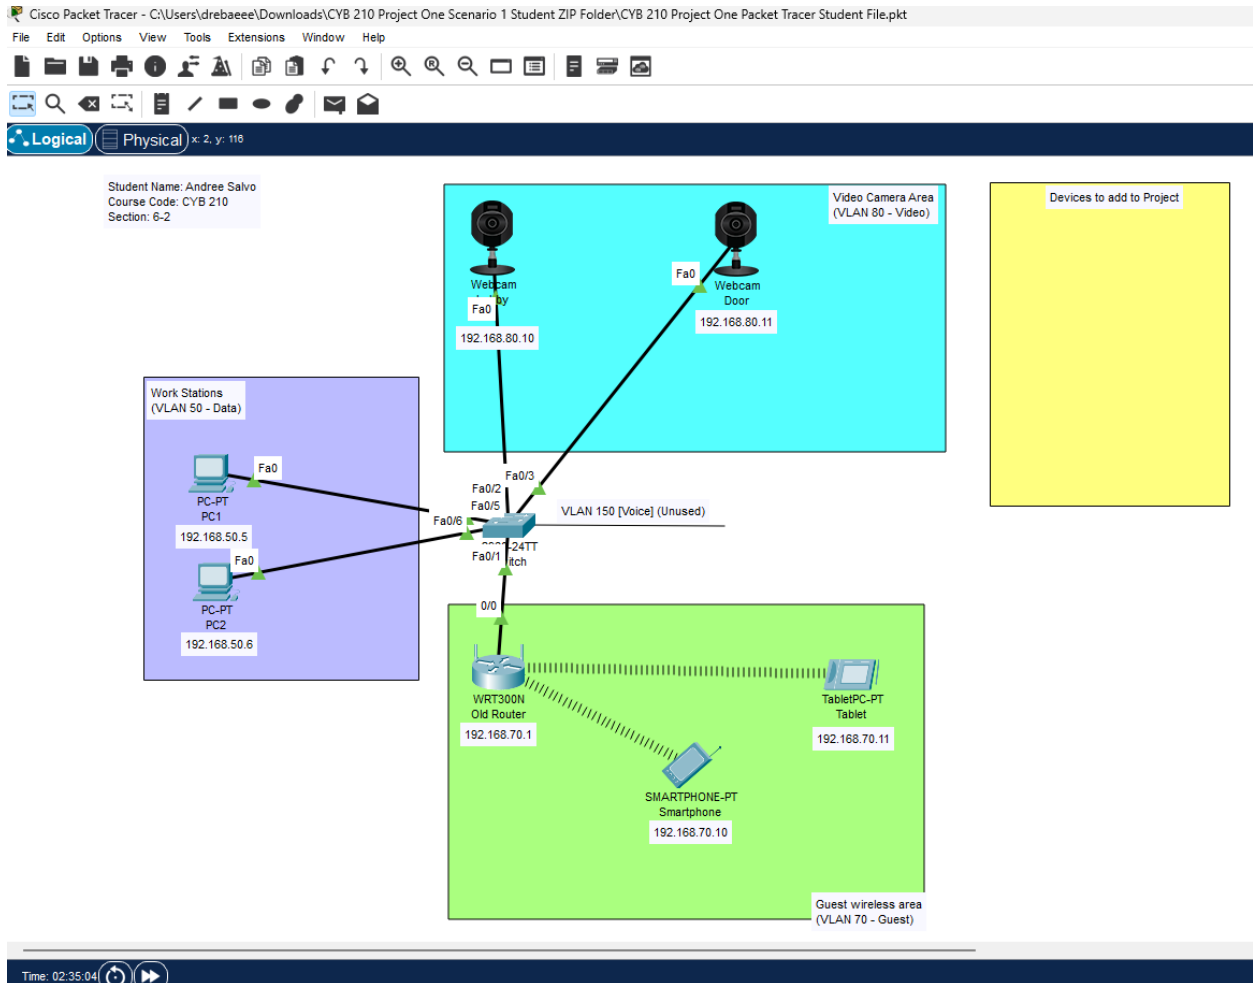 Cisco Packet Tracer - C:\Users\drebaeee\Downloads\CYB 210 Project One Scenario 1 Student ZIP Folder\CYB 210 Project One Packet Tracer Student File.pkt
File Edit Options View Tools Extensions Window Help
Logical Physical x: 2, y: 116
Student Name: Andree Salvo
Course Code: CYB 210
Section: 6-2
Video Camera Area
(VLAN 80 - Video)
Devices to add to Project
Fa0
Webcam
Door
192.168.80.11
Webcam
by
Fa0
192.168.80.10
Work Stations
(VLAN 50 - Data)
Fa0
PC-PT
PC1
192.168.50.5
Fa0
PC-PT
PC2
192.168.50.6
Fa0/3
Fa0/2
Fa0/5
Fa0/6
VLAN 150 [Voice] (Unused)
-24TT
Fa0/1 itch
0/0
WRT300N
Old Router
192.168.70.1
TabletPC-PT
Tablet
192.168.70.11
SMARTPHONE-PT
Smartphone
192.168.70.10
Guest wireless area
(VLAN 70 - Guest)
Time: 02:35:04